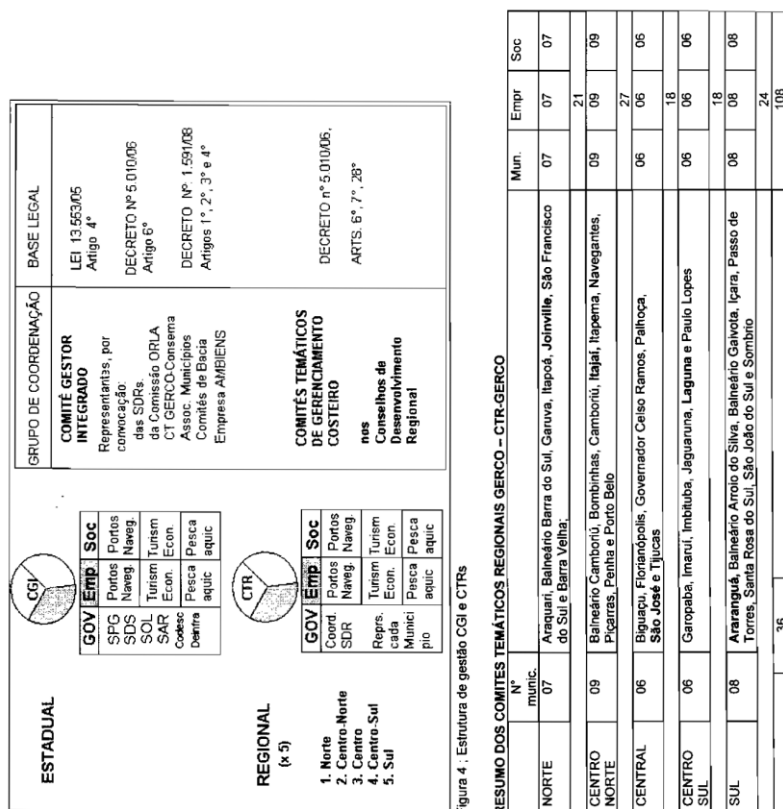 ESTADUAL
CGI
GOV Emp Soc
SPG Portos Portos
SDS Naveg. Naveg.
SOL Turism Turism
SAR Econ. Econ.
Codesc Pesca Pesca
Deinfra aquic aquic
GRUPO DE COORDENAÇÃO BASE LEGAL
COMITÊ GESTOR
INTEGRADO
Representantes, por
convocação:
das SDRs.
da Comissão ORLA
CT GERCO-Consema
Assoc. Municípios
Comitês de Bacia
Empresa AMBIENS
LEI 13.553/05
Artigo 4°
DECRETO Nº 5.010/06
Artigo 6°
DECRETO Nº. 1.591/08
Artigos 1°, 2°, 3° e 4°
REGIONAL
(x 5)
1. Norte
2. Centro-Norte
3. Centro
4. Centro-Sul
5. Sul
CTR
GOV Emp Soc
Coord. Portos Portos
SDR Naveg. Naveg.
Reprs. Turism Turism
cada Econ. Econ.
Municí Pesca Pesca
pio aquic aquic
COMITÊS TEMÁTICOS
DE GERENCIAMENTO
COSTEIRO
nos
Conselhos de
Desenvolvimento
Regional
DECRETO nº 5.010/06,
ARTS. 6°, 7°, 28°
Figura 4 ; Estrutura de gestão CGI e CTRs
RESUMO DOS COMITES TEMÁTICOS REGIONAIS GERCO – CTR-GERCO
N° munic. Mun. Empr Soc
NORTE 07 Araquari, Balneário Barra do Sul, Garuva, Itapoá, Joinville, São Francisco 07 07 07
do Sul e Barra Velha;
21
CENTRO 09 Balneário Camboriú, Bombinhas, Camboriú, Itajaí, Itapema, Navegantes, 09 09 09
NORTE Piçarras, Penha e Porto Belo
27
CENTRAL 06 Biguaçu, Florianópolis, Governador Celso Ramos, Palhoça, 06 06 06
São José e Tijucas
18
CENTRO 06 Garopaba, Imaruí, Imbituba, Jaguaruna, Laguna e Paulo Lopes 06 06 06
SUL
18
SUL 08 Araranguá, Balneário Arroio do Silva, Balneário Gaivota, Içara, Passo de 08 08 08
Torres, Santa Rosa do Sul, São João do Sul e Sombrio
24
36 108